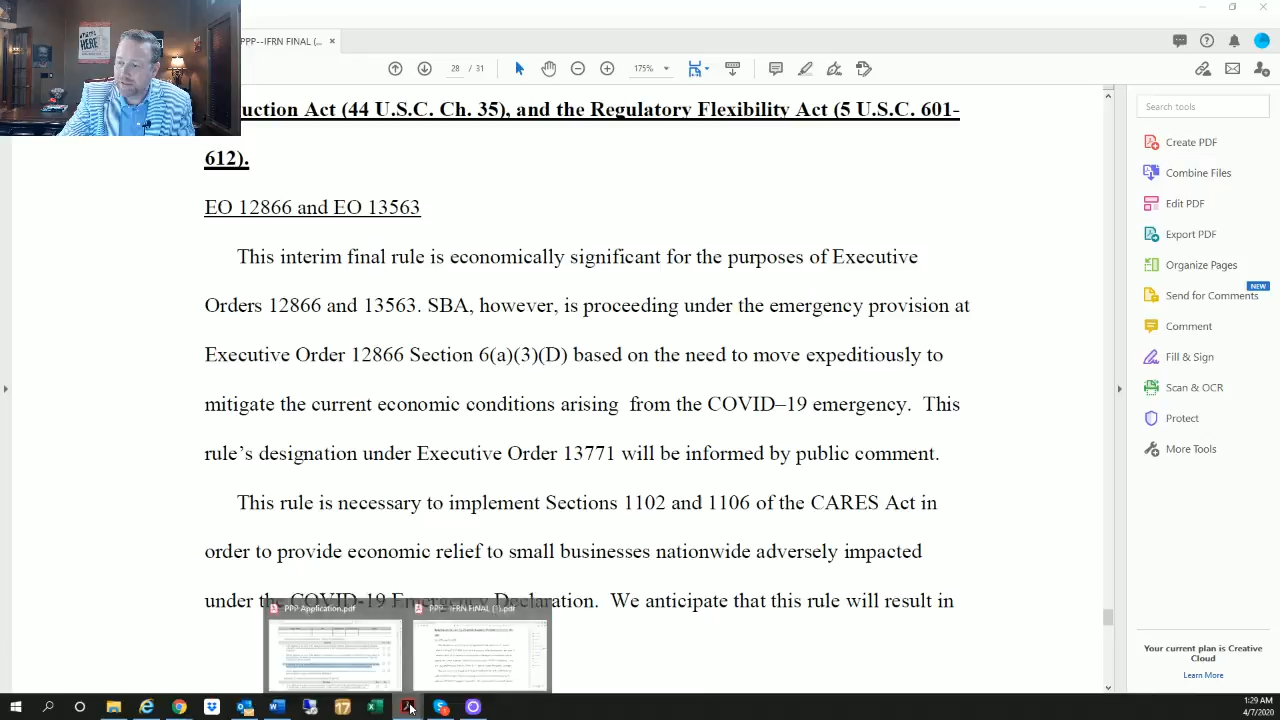 HERE
PPP--IFRN FINAL (...
28 / 31
175%
uction Act (44 U.S.C. Ch. 35), and the Regulatory Flexibility Act (5 U.S.C. 601-
612).
EO 12866 and EO 13563
This interim final rule is economically significant for the purposes of Executive
Orders 12866 and 13563. SBA, however, is proceeding under the emergency provision at
Executive Order 12866 Section 6(a)(3)(D) based on the need to move expeditiously to
mitigate the current economic conditions arising from the COVID–19 emergency. This
rule’s designation under Executive Order 13771 will be informed by public comment.
This rule is necessary to implement Sections 1102 and 1106 of the CARES Act in
order to provide economic relief to small businesses nationwide adversely impacted
under the COVID-19 Emergency Declaration. We anticipate that this rule will result in
PPP Application.pdf
PPP-- IFRN FINAL (1).pdf
Search tools
Create PDF
Combine Files
Edit PDF
Export PDF
Organize Pages
NEW
Send for Comments
Comment
Fill & Sign
Scan & OCR
Protect
More Tools
Your current plan is Creative
Cloud
Learn More
17
1:29 AM
4/7/2020